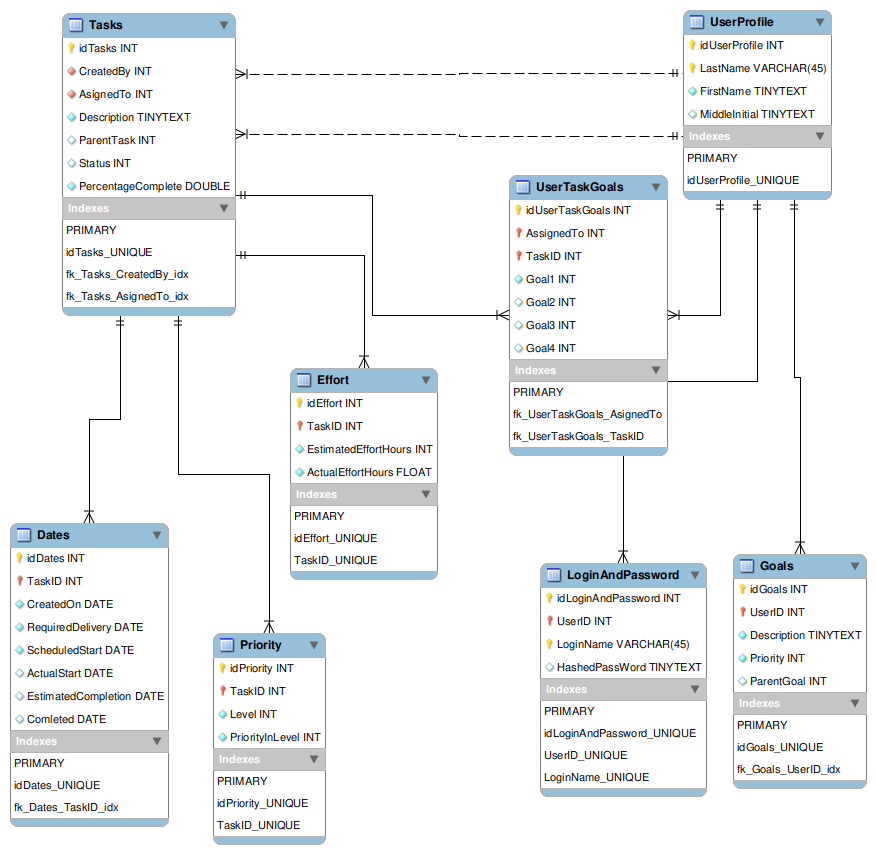 Tasks
idTasks INT
CreatedBy INT
AsignedTo INT
Description TINYTEXT
ParentTask INT
Status INT
PercentageComplete DOUBLE
Indexes
PRIMARY
idTasks_UNIQUE
fk_Tasks_CreatedBy_idx
fk_Tasks_AsignedTo_idx
UserProfile
idUserProfile INT
LastName VARCHAR(45)
FirstName TINYTEXT
MiddleInitial TINYTEXT
Indexes
PRIMARY
idUserProfile_UNIQUE
UserTaskGoals
idUserTaskGoals INT
AsignedTo INT
TaskID INT
Goal1 INT
Goal2 INT
Goal3 INT
Goal4 INT
Indexes
PRIMARY
fk_UserTaskGoals_AsignedTo
fk_UserTaskGoals_TaskID
Effort
idEffort INT
TaskID INT
EstimatedEffortHours INT
ActualEffortHours FLOAT
Indexes
PRIMARY
idEffort_UNIQUE
TaskID_UNIQUE
Dates
idDates INT
TaskID INT
CreatedOn DATE
RequiredDelivery DATE
ScheduledStart DATE
ActualStart DATE
EstimatedCompletion DATE
Comleted DATE
Indexes
PRIMARY
idDates_UNIQUE
fk_Dates_TaskID_idx
Priority
idPriority INT
TaskID INT
Level INT
PriorityInLevel INT
Indexes
PRIMARY
idPriority_UNIQUE
TaskID_UNIQUE
LoginAndPassword
idLoginAndPassword INT
UserID INT
LoginName VARCHAR(45)
HashedPassWord TINYTEXT
Indexes
PRIMARY
idLoginAndPassword_UNIQUE
UserID_UNIQUE
LoginName_UNIQUE
Goals
idGoals INT
UserID INT
Description TINYTEXT
Priority INT
ParentGoal INT
Indexes
PRIMARY
idGoals_UNIQUE
fk_Goals_UserID_idx